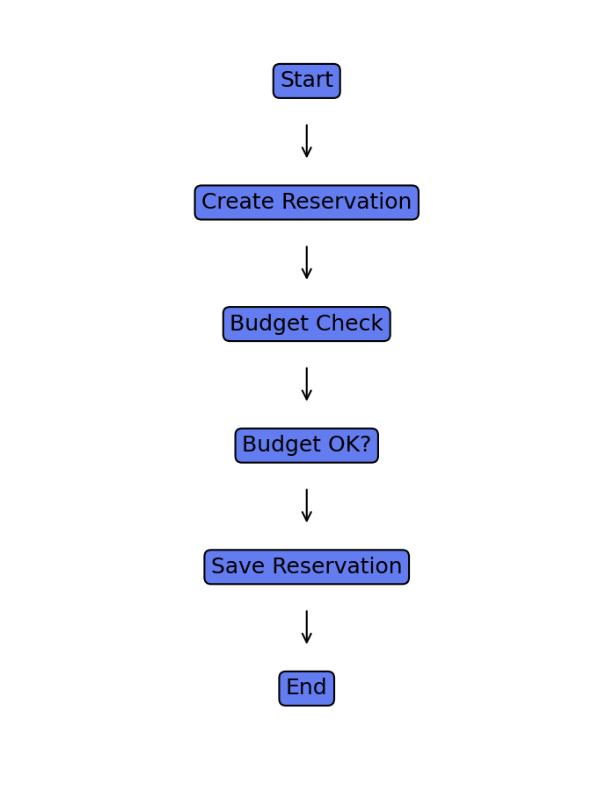 Start
Create Reservation
Budget Check
Budget OK?
Save Reservation
End